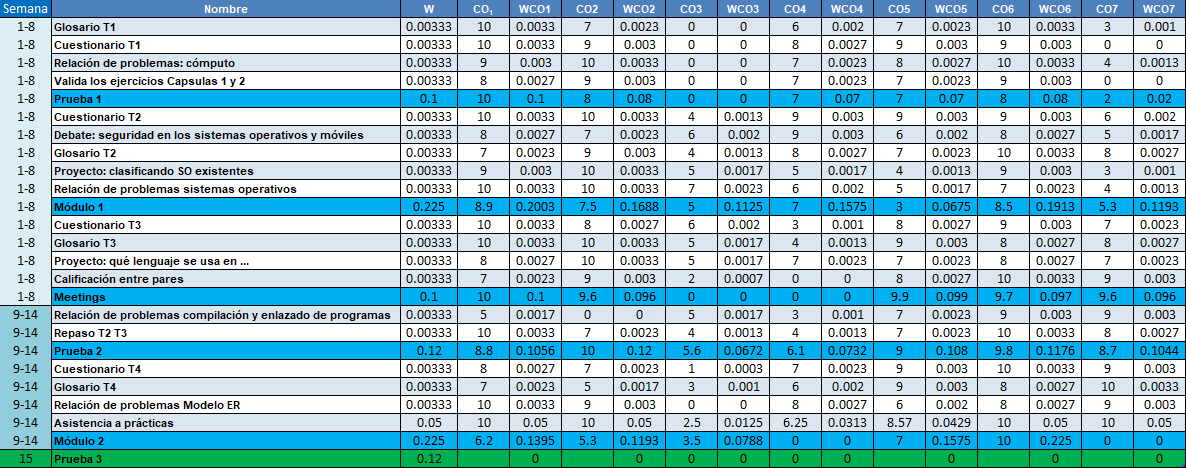 Semana Nombre W CO₁ WCO1 CO2 WCO2 CO3 WCO3 CO4 WCO4 CO5 WCO5 CO6 WCO6 CO7 WCO7
1-8 Glosario T1 0.00333 10 0.0033 7 0.0023 0 0 6 0.002 7 0.0023 10 0.0033 3 0.001
1-8 Cuestionario T1 0.00333 10 0.0033 9 0.003 0 0 8 0.0027 9 0.003 9 0.003 0 0
1-8 Relación de problemas: cómputo 0.00333 9 0.003 10 0.0033 0 0 7 0.0023 8 0.0027 10 0.0033 4 0.0013
1-8 Valida los ejercicios Capsulas 1 y 2 0.00333 8 0.0027 9 0.003 0 0 7 0.0023 7 0.0023 9 0.003 0 0
1-8 Prueba 1 0.1 10 0.1 8 0.08 0 0 7 0.07 7 0.07 8 0.08 2 0.02
1-8 Cuestionario T2 0.00333 10 0.0033 10 0.0033 4 0.0013 9 0.003 9 0.003 9 0.003 6 0.002
1-8 Debate: seguridad en los sistemas operativos y móviles 0.00333 8 0.0027 7 0.0023 6 0.002 9 0.003 6 0.002 8 0.0027 5 0.0017
1-8 Glosario T2 0.00333 7 0.0023 9 0.003 4 0.0013 8 0.0027 7 0.0023 10 0.0033 8 0.0027
1-8 Proyecto: clasificando SO existentes 0.00333 9 0.003 10 0.0033 5 0.0017 5 0.0017 4 0.0013 9 0.003 3 0.001
1-8 Relación de problemas sistemas operativos 0.00333 10 0.0033 10 0.0033 7 0.0023 6 0.002 5 0.0017 7 0.0023 4 0.0013
1-8 Módulo 1 0.225 8.9 0.2003 7.5 0.1688 5 0.1125 7 0.1575 3 0.0675 8.5 0.1913 5.3 0.1193
1-8 Cuestionario T3 0.00333 10 0.0033 8 0.0027 6 0.002 3 0.001 8 0.0027 9 0.003 7 0.0023
1-8 Glosario T3 0.00333 10 0.0033 10 0.0033 5 0.0017 4 0.0013 9 0.003 8 0.0027 8 0.0027
1-8 Proyecto: qué lenguaje se usa en ... 0.00333 8 0.0027 10 0.0033 5 0.0017 7 0.0023 7 0.0023 8 0.0027 7 0.0023
1-8 Calificación entre pares 0.00333 7 0.0023 9 0.003 2 0.0007 0 0 8 0.0027 10 0.0033 9 0.003
1-8 Meetings 0.1 10 0.1 9.6 0.096 0 0 0 0 9.9 0.099 9.7 0.097 9.6 0.096
9-14 Relación de problemas compilación y enlazado de programas 0.00333 5 0.0017 0 0 5 0.0017 3 0.001 7 0.0023 9 0.003 9 0.003
9-14 Repaso T2 T3 0.00333 10 0.0033 7 0.0023 4 0.0013 4 0.0013 7 0.0023 10 0.0033 8 0.0027
9-14 Prueba 2 0.12 8.8 0.1056 10 0.12 5.6 0.0672 6.1 0.0732 9 0.108 9.8 0.1176 8.7 0.1044
9-14 Cuestionario T4 0.00333 8 0.0027 7 0.0023 1 0.0003 7 0.0023 9 0.003 10 0.0033 9 0.003
9-14 Glosario T4 0.00333 7 0.0023 5 0.0017 3 0.001 6 0.002 9 0.003 8 0.0027 10 0.0033
9-14 Relación de problemas Modelo ER 0.00333 10 0.0033 9 0.003 0 0 8 0.0027 6 0.002 8 0.0027 9 0.003
9-14 Asistencia a prácticas 0.05 10 0.05 10 0.05 2.5 0.0125 6.25 0.0313 8.57 0.0429 10 0.05 10 0.05
9-14 Módulo 2 0.225 6.2 0.1395 5.3 0.1193 3.5 0.0788 0 0 7 0.1575 10 0.225 0 0
15 Prueba 3 0.12 0 0 0 0 0 0 0